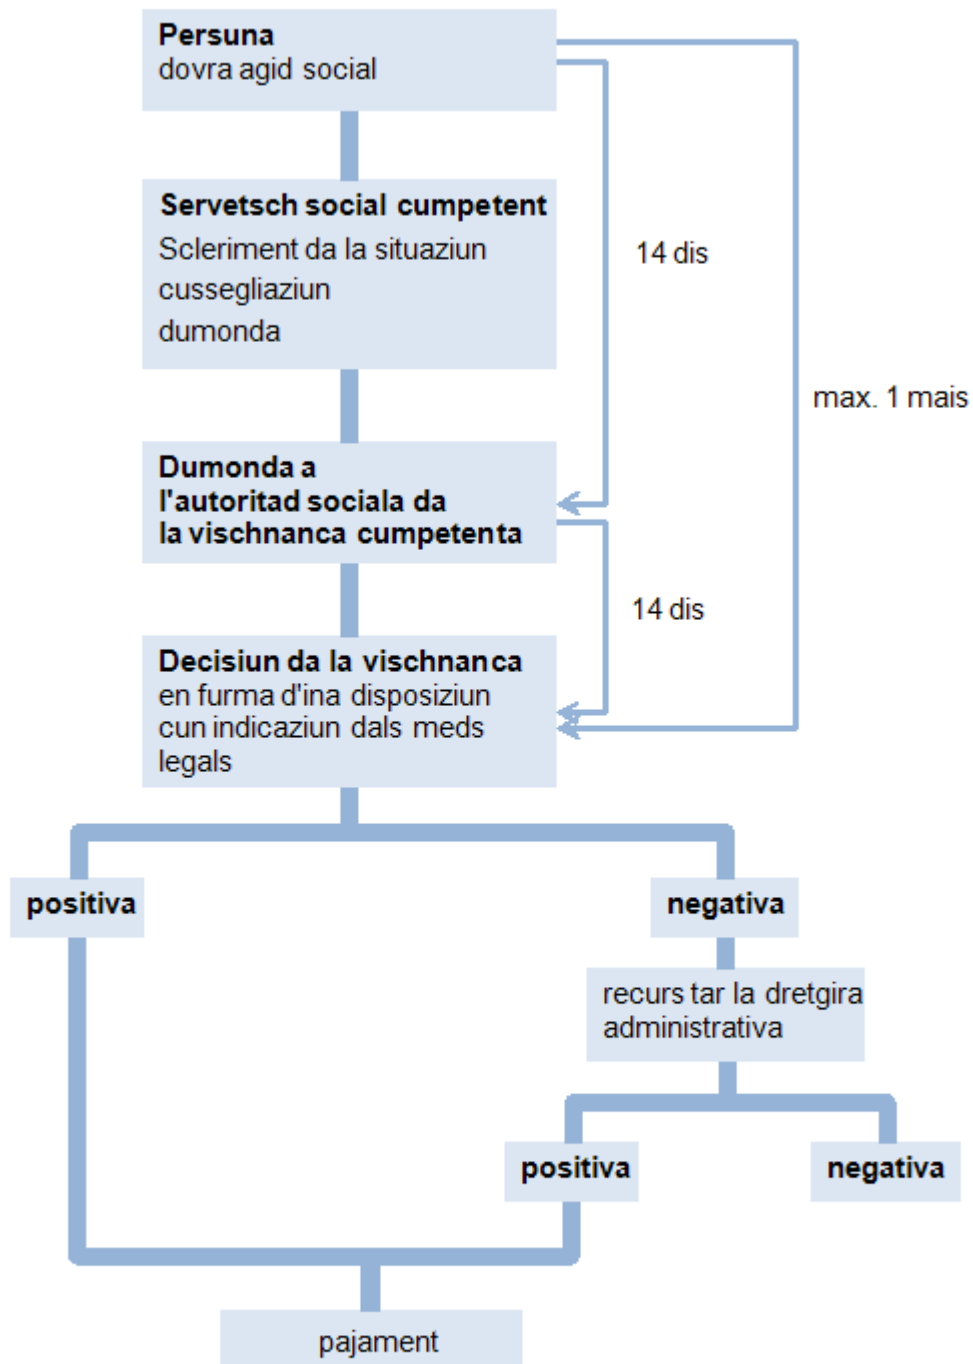 Persuna
dovra agid social
Servetsch social cumpetent
Scleriment da la situaziun
cussegliaziun
dumonda
14 dis
max. 1 mais
Dumonda a
l'autoritad sociala da
la vischnanca cumpetenta
14 dis
Decisiun da la vischnanca
en furma d'ina disposiziun
cun indicaziun dals meds
legals
positiva
negativa
recurs tar la dretgira
administrativa
positiva
negativa
pajament